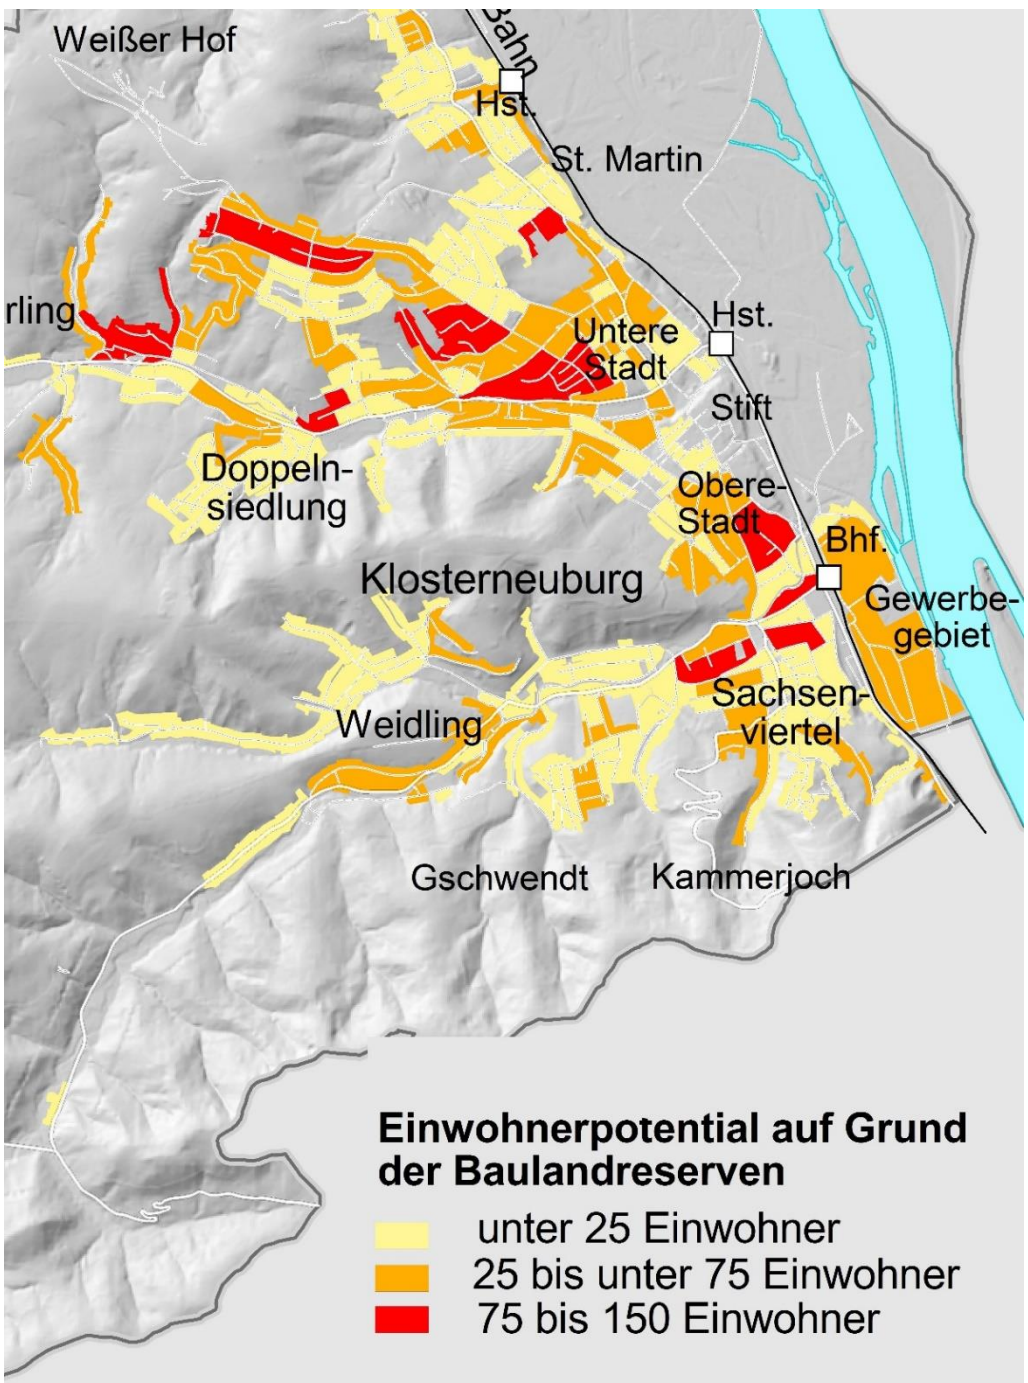 Bahn
Weißer Hof
Hst.
St. Martin
rling
Untere
Stadt
Hst.
Stift
Doppeln-
siedlung
Obere-
Stadt
Bhf.
Klosterneuburg
Gewerbe-
gebiet
Weidling
Sachsen-
viertel
Gschwendt
Kammerjoch
Einwohnerpotential auf Grund
der Baulandreserven
unter 25 Einwohner
25 bis unter 75 Einwohner
75 bis 150 Einwohner